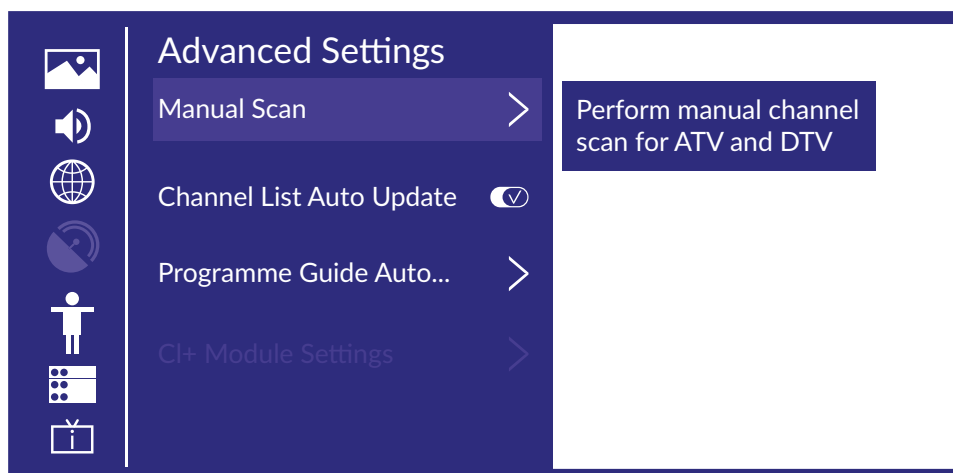 Advanced Settings
Manual Scan
Perform manual channel
scan for ATV and DTV
Channel List Auto Update
Programme Guide Auto...
CI+ Module Settings
i